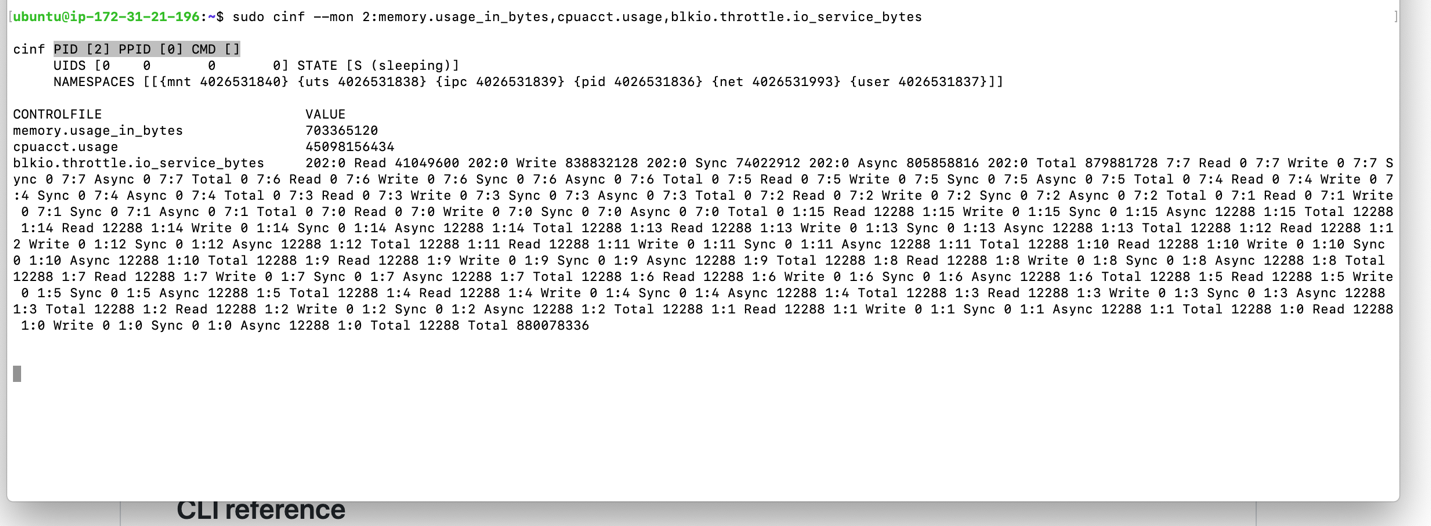 [ubuntu@ip-172-31-21-196:~$ sudo cinf --mon 2:memory.usage_in_bytes,cpuacct.usage,blkio.throttle.io_service_bytes ]
cinf PID [2] PPID [0] CMD []
UIDS [0 0 0 0] STATE [S (sleeping)]
NAMESPACES [[{mnt 4026531840} {uts 4026531838} {ipc 4026531839} {pid 4026531836} {net 4026531993} {user 4026531837}]]
CONTROLFILE VALUE
memory.usage_in_bytes 703365120
cpuacct.usage 45098156434
blkio.throttle.io_service_bytes 202:0 Read 41049600 202:0 Write 838832128 202:0 Sync 74022912 202:0 Async 805858816 202:0 Total 879881728 7:7 Read 0 7:7 Write 0 7:7 S
ync 0 7:7 Async 0 7:7 Total 0 7:6 Read 0 7:6 Write 0 7:6 Sync 0 7:6 Async 0 7:6 Total 0 7:5 Read 0 7:5 Write 0 7:5 Sync 0 7:5 Async 0 7:5 Total 0 7:4 Read 0 7:4 Write 0 7
:4 Sync 0 7:4 Async 0 7:4 Total 0 7:3 Read 0 7:3 Write 0 7:3 Sync 0 7:3 Async 0 7:3 Total 0 7:2 Read 0 7:2 Write 0 7:2 Sync 0 7:2 Async 0 7:2 Total 0 7:1 Read 0 7:1 Write
0 7:1 Sync 0 7:1 Async 0 7:1 Total 0 7:0 Read 0 7:0 Write 0 7:0 Sync 0 7:0 Async 0 7:0 Total 0 1:15 Read 12288 1:15 Write 0 1:15 Sync 0 1:15 Async 12288 1:15 Total 12288
1:14 Read 12288 1:14 Write 0 1:14 Sync 0 1:14 Async 12288 1:14 Total 12288 1:13 Read 12288 1:13 Write 0 1:13 Sync 0 1:13 Async 12288 1:13 Total 12288 1:12 Read 12288 1:1
2 Write 0 1:12 Sync 0 1:12 Async 12288 1:12 Total 12288 1:11 Read 12288 1:11 Write 0 1:11 Sync 0 1:11 Async 12288 1:11 Total 12288 1:10 Read 12288 1:10 Write 0 1:10 Sync
0 1:10 Async 12288 1:10 Total 12288 1:9 Read 12288 1:9 Write 0 1:9 Sync 0 1:9 Async 12288 1:9 Total 12288 1:8 Read 12288 1:8 Write 0 1:8 Sync 0 1:8 Async 12288 1:8 Total
12288 1:7 Read 12288 1:7 Write 0 1:7 Sync 0 1:7 Async 12288 1:7 Total 12288 1:6 Read 12288 1:6 Write 0 1:6 Sync 0 1:6 Async 12288 1:6 Total 12288 1:5 Read 12288 1:5 Write
0 1:5 Sync 0 1:5 Async 12288 1:5 Total 12288 1:4 Read 12288 1:4 Write 0 1:4 Sync 0 1:4 Async 12288 1:4 Total 12288 1:3 Read 12288 1:3 Write 0 1:3 Sync 0 1:3 Async 12288
1:3 Total 12288 1:2 Read 12288 1:2 Write 0 1:2 Sync 0 1:2 Async 12288 1:2 Total 12288 1:1 Read 12288 1:1 Write 0 1:1 Sync 0 1:1 Async 12288 1:1 Total 12288 1:0 Read 12288
1:0 Write 0 1:0 Sync 0 1:0 Async 12288 1:0 Total 12288 Total 880078336
CLI reference